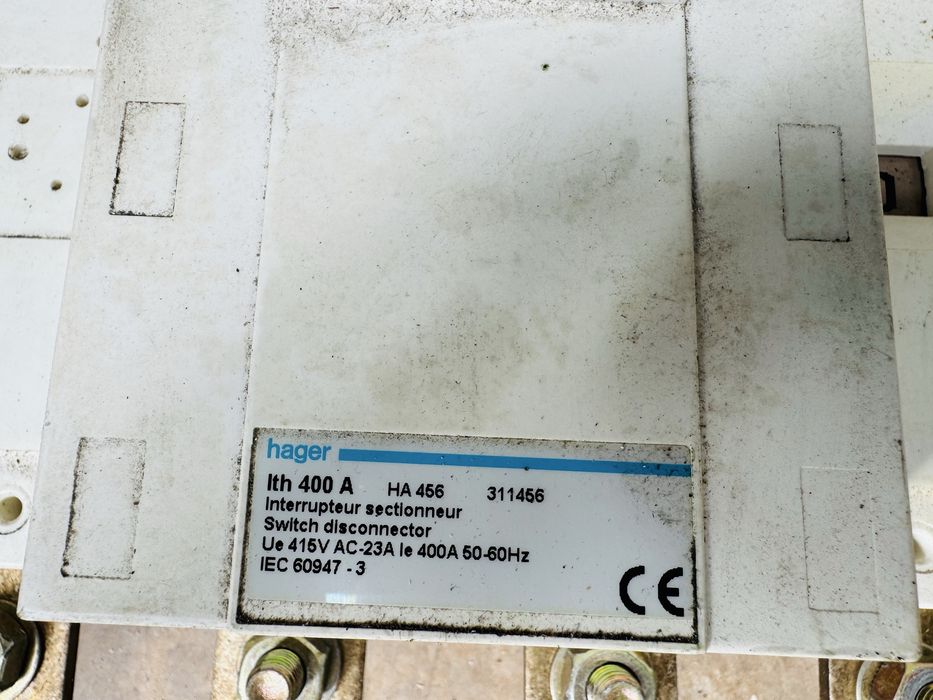 hager
Ith 400 A HA 456 311456
Interrupteur sectionneur
Switch disconnector
Ue 415V AC-23A Ie 400A 50-60Hz
IEC 60947 - 3
CE